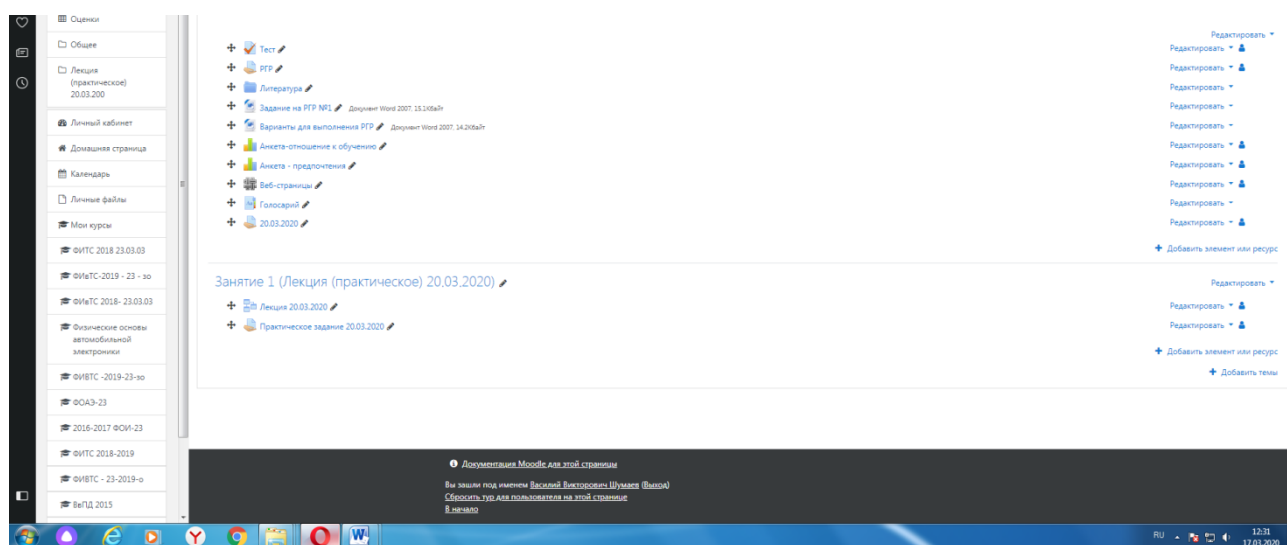 Оценки
Общее
Лекция
(практическое)
20.03.200
Личный кабинет
Домашняя страница
Календарь
Личные файлы
Мои курсы
ФИТС 2018 23.03.03
ФИвТС-2019 - 23 - зо
ФИвТС 2018- 23.03.03
Физические основы
автомобильной
электроники
ФИВТС -2019-23-зо
ФОАЭ-23
2016-2017 ФОИ-23
ФИТС 2018-2019
ФИВТС - 23-2019-о
ВеПД 2015
Редактировать
Тест Редактировать
РГР Редактировать
Литература Редактировать
Задание на РГР №1 Документ Word 2007, 15.1Кбайт Редактировать
Варианты для выполнения РГР Документ Word 2007, 14.2Кбайт Редактировать
Анкета-отношение к обучению Редактировать
Анкета - предпочтения Редактировать
Веб-страницы Редактировать
Голосарий Редактировать
20.03.2020 Редактировать
Добавить элемент или ресурс
Занятие 1 (Лекция (практическое) 20.03.2020) Редактировать
Лекция 20.03.2020 Редактировать
Практическое задание 20.03.2020 Редактировать
Добавить элемент или ресурс
Добавить темы
Документация Moodle для этой страницы
Вы зашли под именем Василий Викторович Шумаев (Выход)
Сбросить тур для пользователя на этой странице
В начало
RU 12:31
17.03.2020